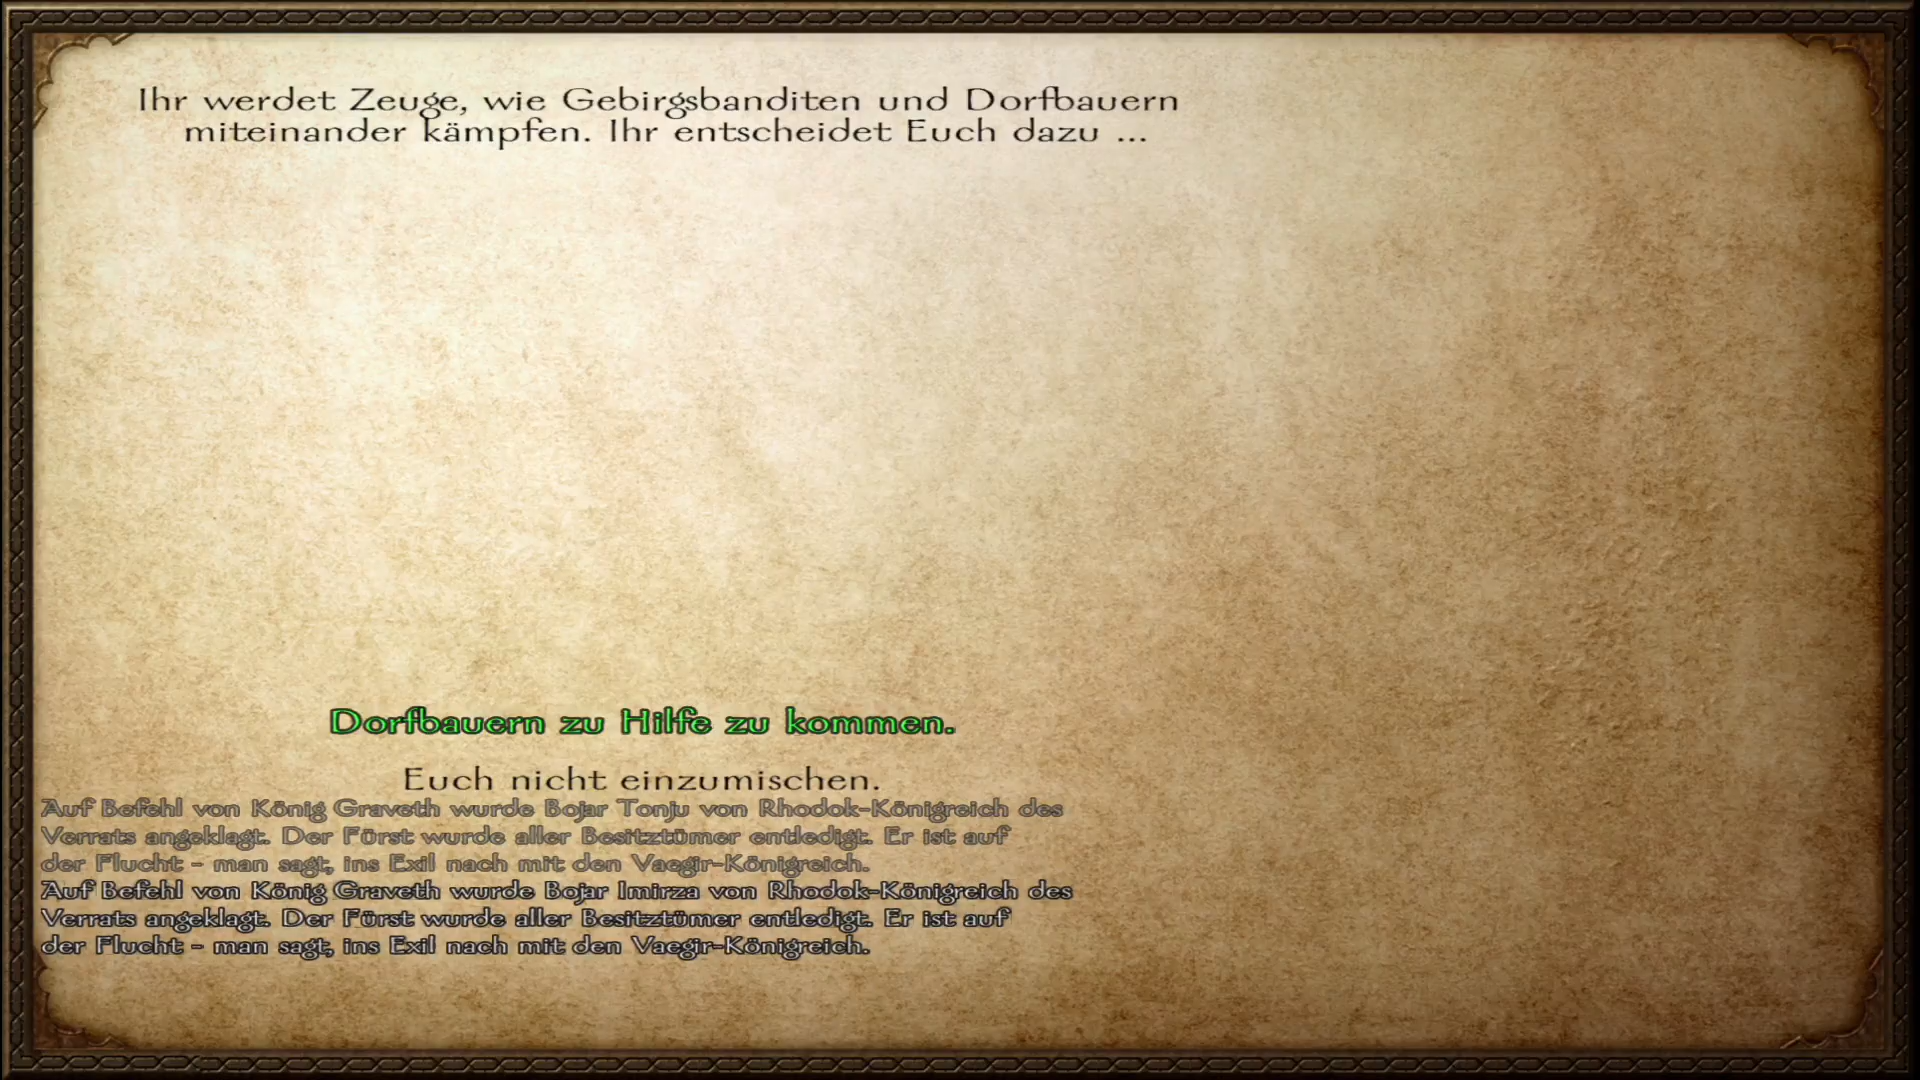 Ihr werdet Zeuge, wie Gebirgsbanditen und Dorfbauern
miteinander kämpfen. Ihr entscheidet Euch dazu ...
Dorfbauern zu Hilfe zu kommen.
Euch nicht einzumischen.
Auf Befehl von König Graveth wurde Bojar Tonju von Rhodok-Königreich des
Verrats angeklagt. Der Fürst wurde aller Besitztümer entledigt. Er ist auf
der Flucht - man sagt, ins Exil nach mit den Vaegir-Königreich.
Auf Befehl von König Graveth wurde Bojar Imirza von Rhodok-Königreich des
Verrats angeklagt. Der Fürst wurde aller Besitztümer entledigt. Er ist auf
der Flucht - man sagt, ins Exil nach mit den Vaegir-Königreich.